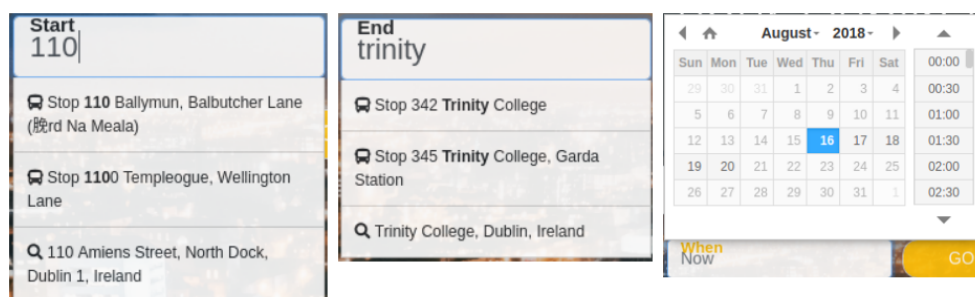 Start
110
Stop 110 Ballymun, Balbutcher Lane
(脕rd Na Meala)
Stop 1100 Templeogue, Wellington
Lane
110 Amiens Street, North Dock,
Dublin 1, Ireland
End
trinity
Stop 342 Trinity College
Stop 345 Trinity College, Garda
Station
Trinity College, Dublin, Ireland
August 2018
Sun Mon Tue Wed Thu Fri Sat
29 30 31 1 2 3 4
5 6 7 8 9 10 11
12 13 14 15 16 17 18
19 20 21 22 23 24 25
26 27 28 29 30 31 1
00:00
00:30
01:00
01:30
02:00
02:30
When
Now
GO